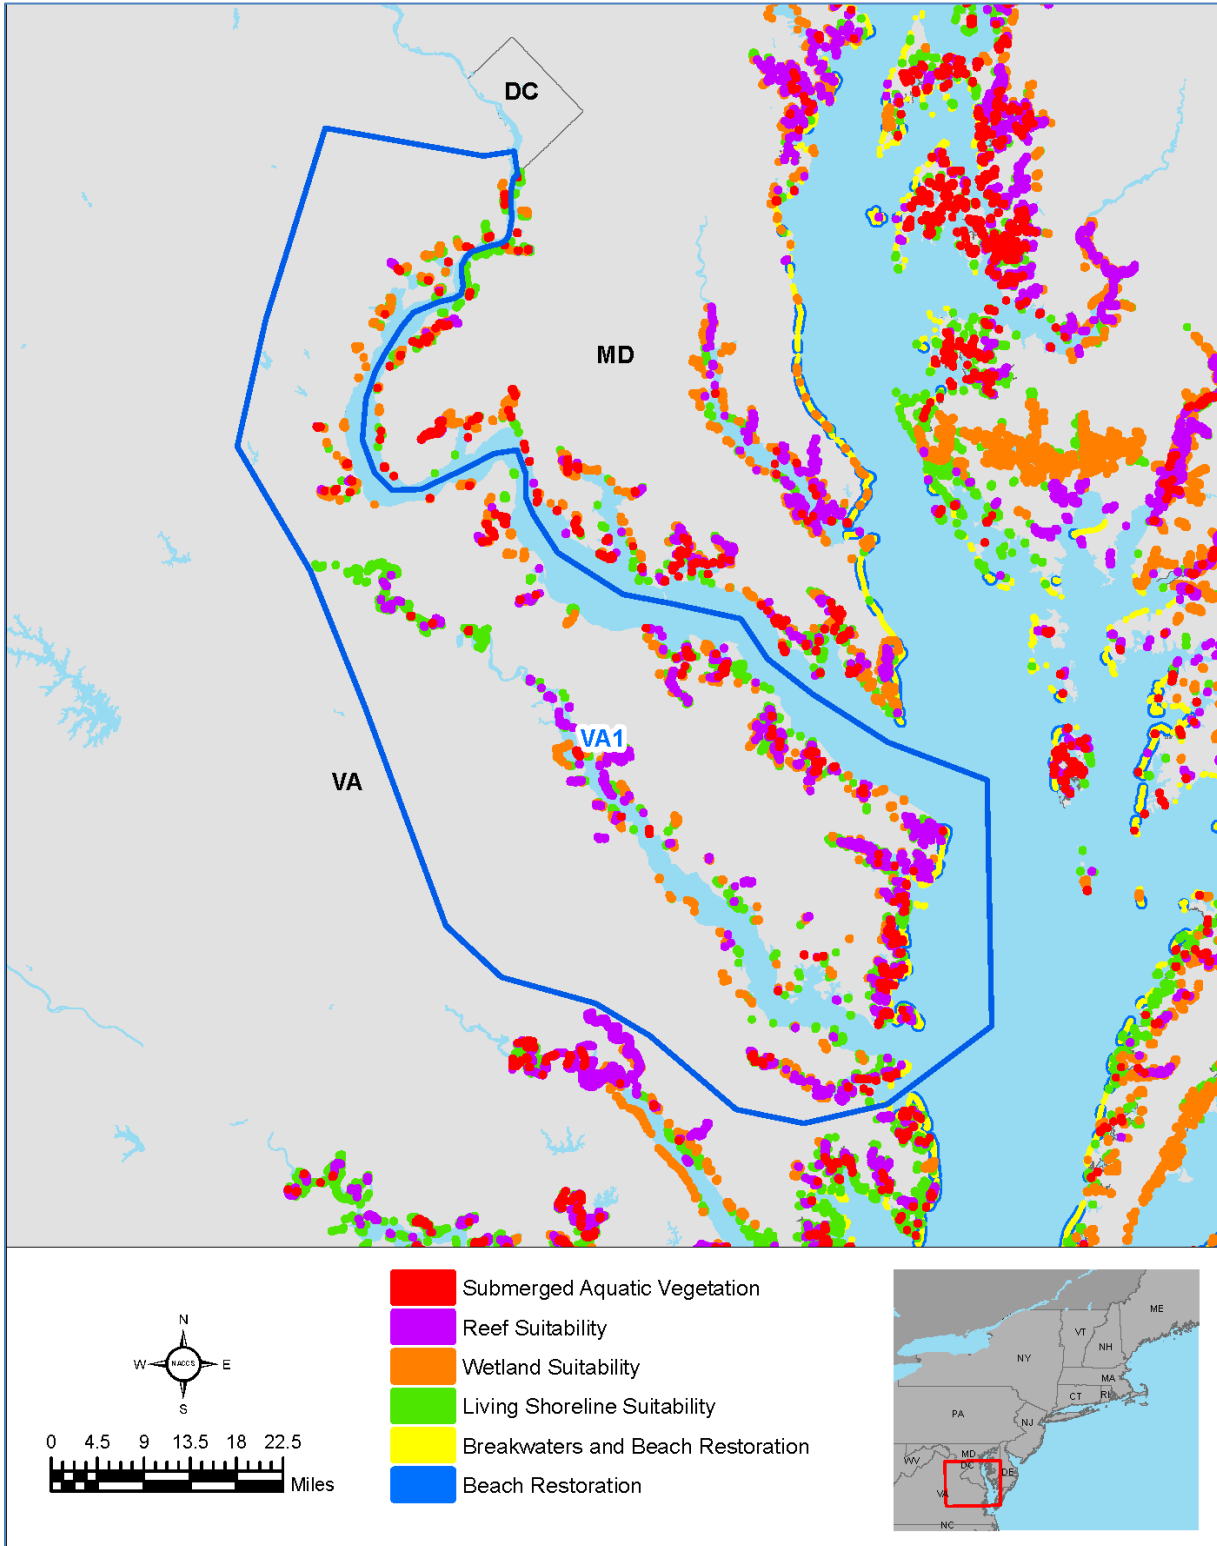 DC
MD
VA1
VA
N
W NACCS E
S
0 4.5 9 13.5 18 22.5
Miles
Submerged Aquatic Vegetation
Reef Suitability
Wetland Suitability
Living Shoreline Suitability
Breakwaters and Beach Restoration
Beach Restoration
ME
VT
NH
NY
MA
CT
RI
PA
NJ
MD
WV
DC
DE
VA
NC